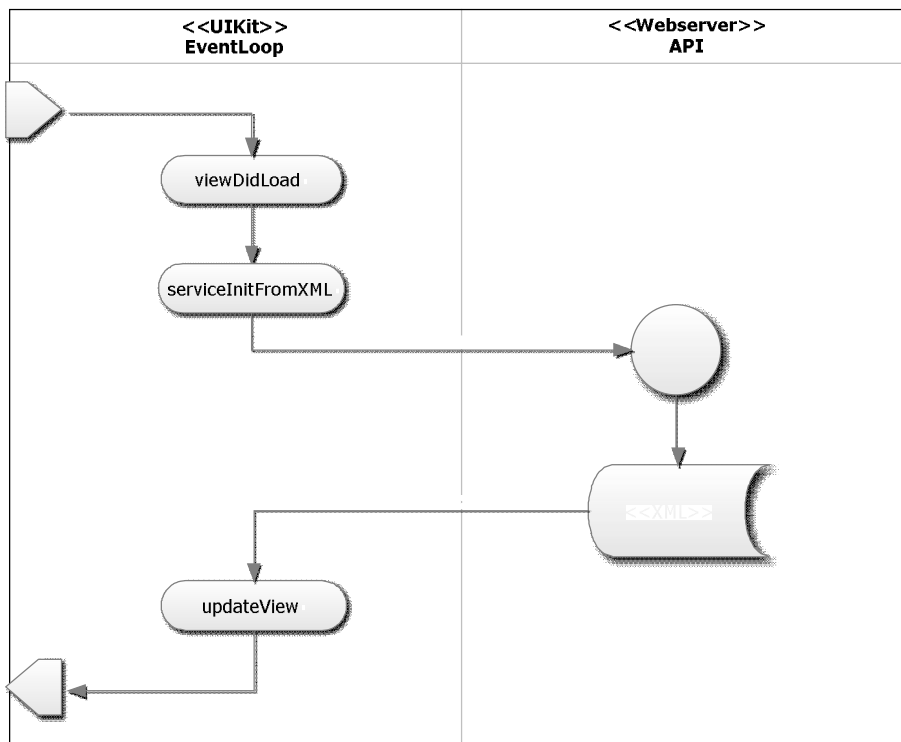 <<UIKit>>
EventLoop
<<Webserver>>
API
viewDidLoad
serviceInitFromXML
<<XML>>
updateView